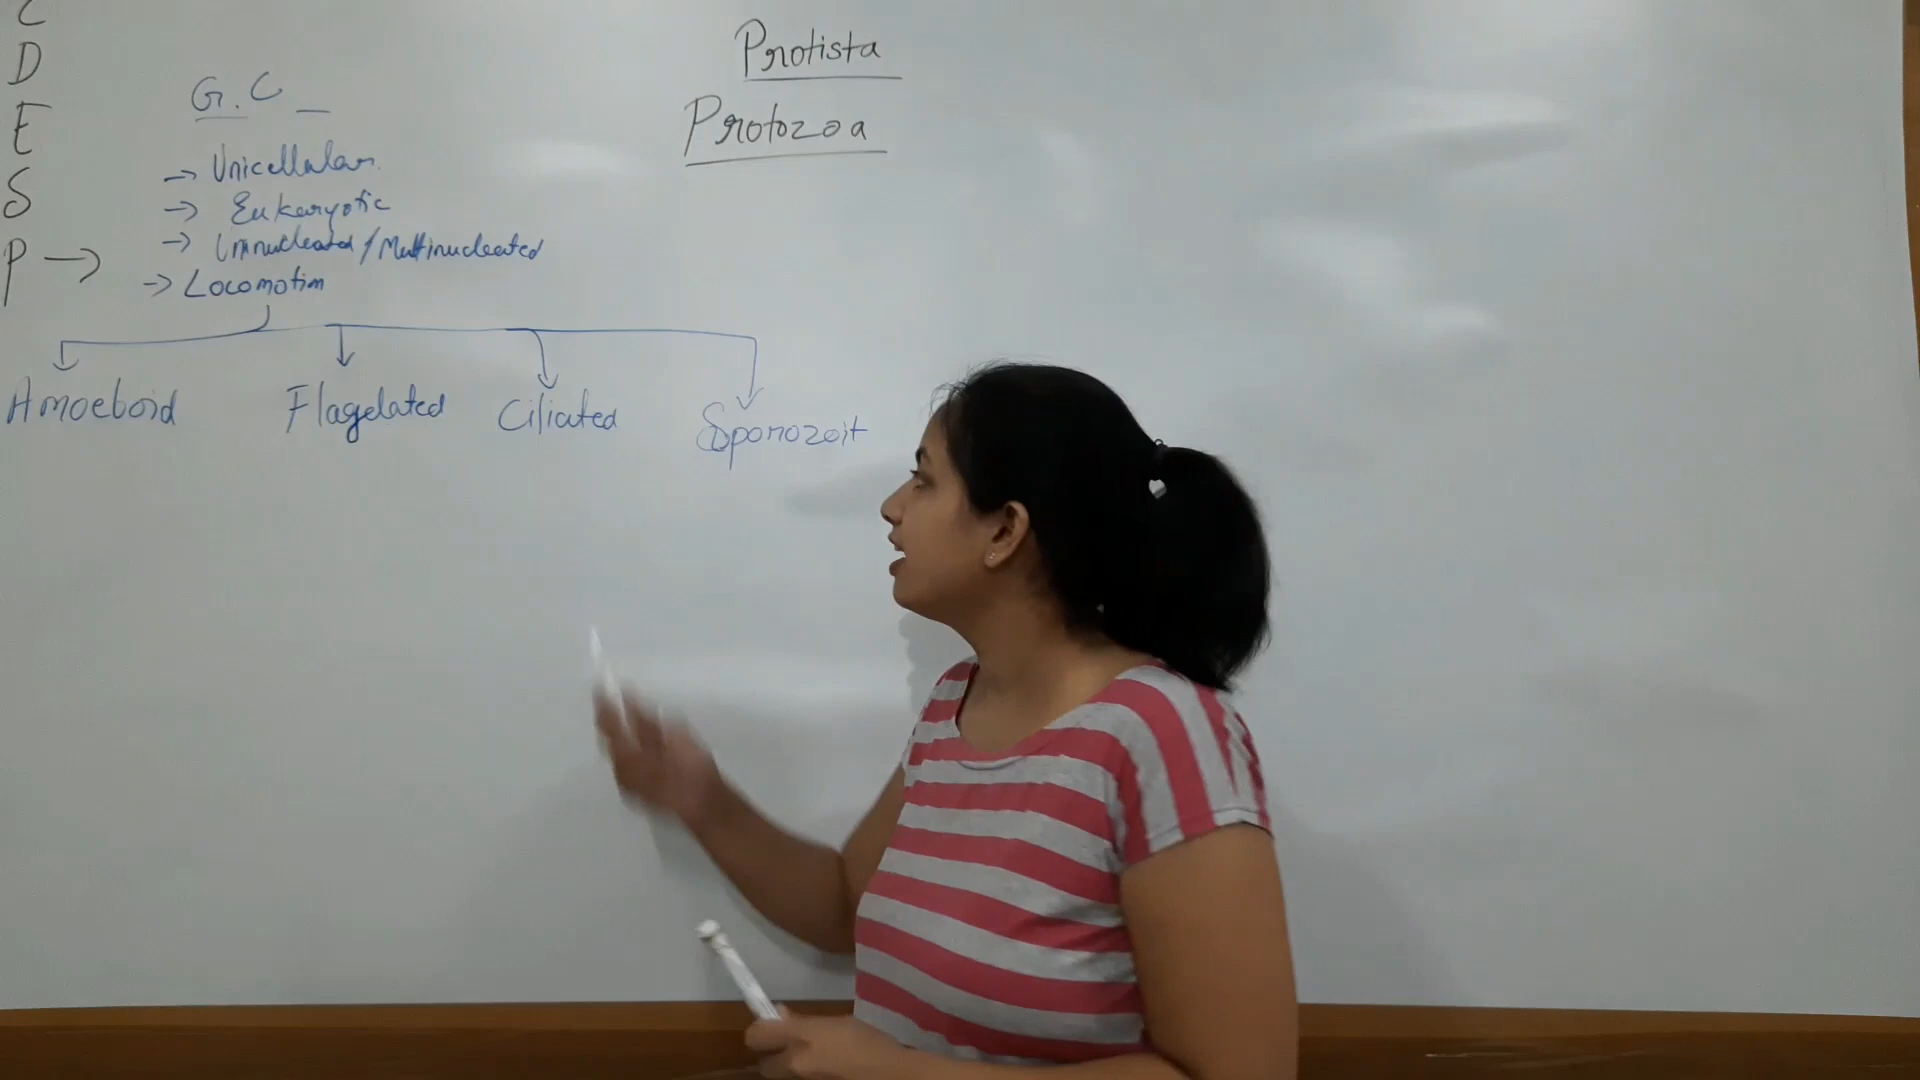 Protista
Protozoa
C
D
E
S
P →
G.C _
→ Unicellular
→ Eukaryotic
→ Uninucleated / Multinucleated
→ Locomotion
Amoeboid Flagelated Ciliated Sporozoit